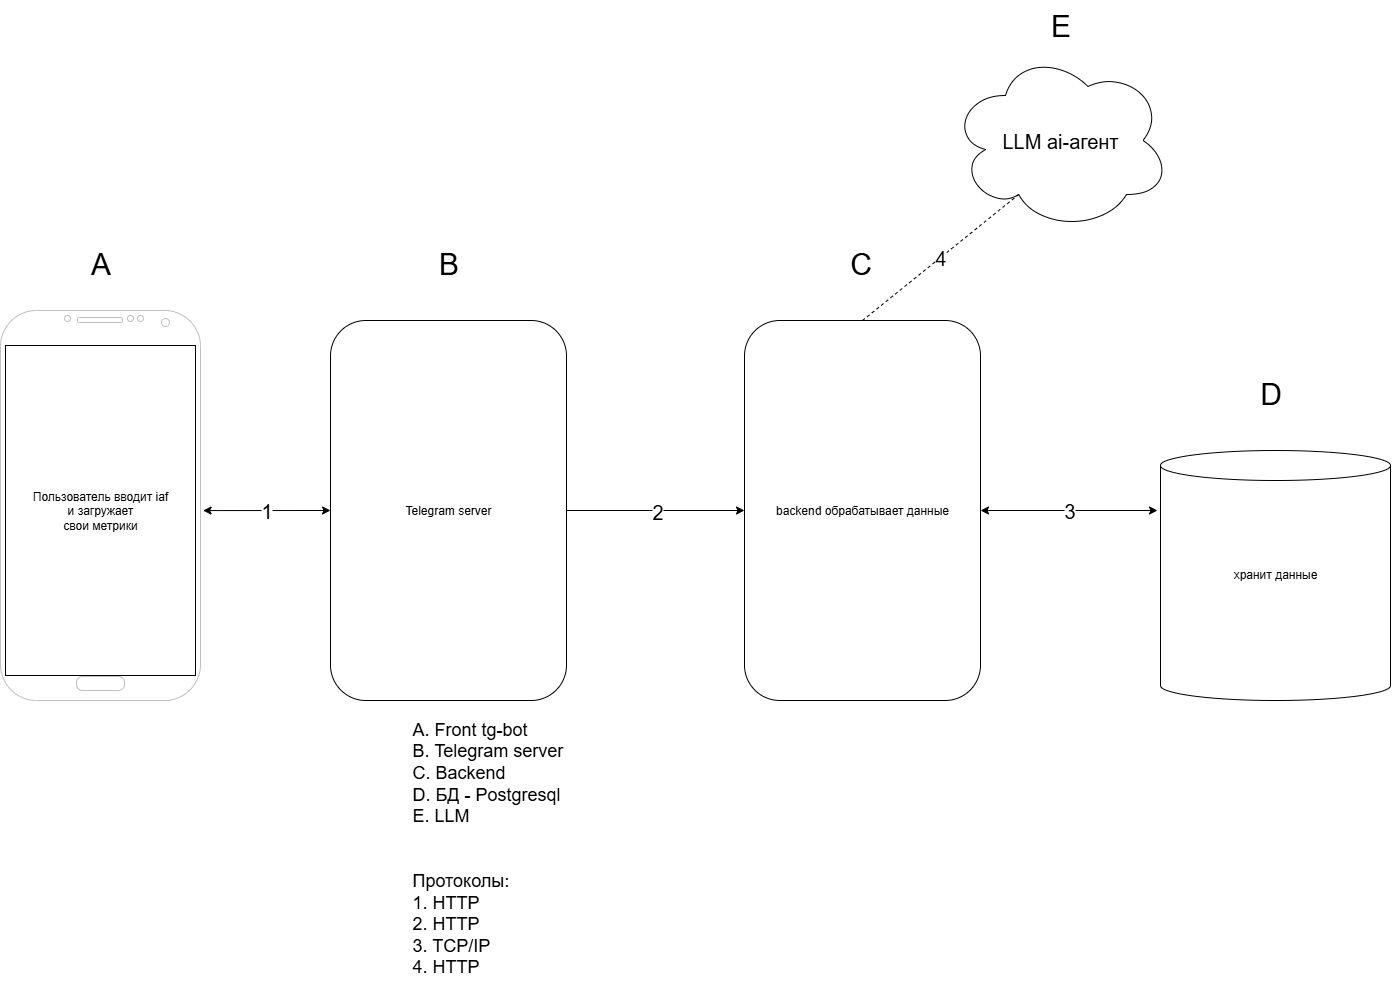 E
LLM ai-агент
4
A
B
C
D
Пользователь вводит iaf
и загружает
свои метрики
1
Telegram server
2
backend обрабатывает данные
3
хранит данные
A. Front tg-bot
B. Telegram server
C. Backend
D. БД - Postgresql
E. LLM
Протоколы:
1. HTTP
2. HTTP
3. TCP/IP
4. HTTP